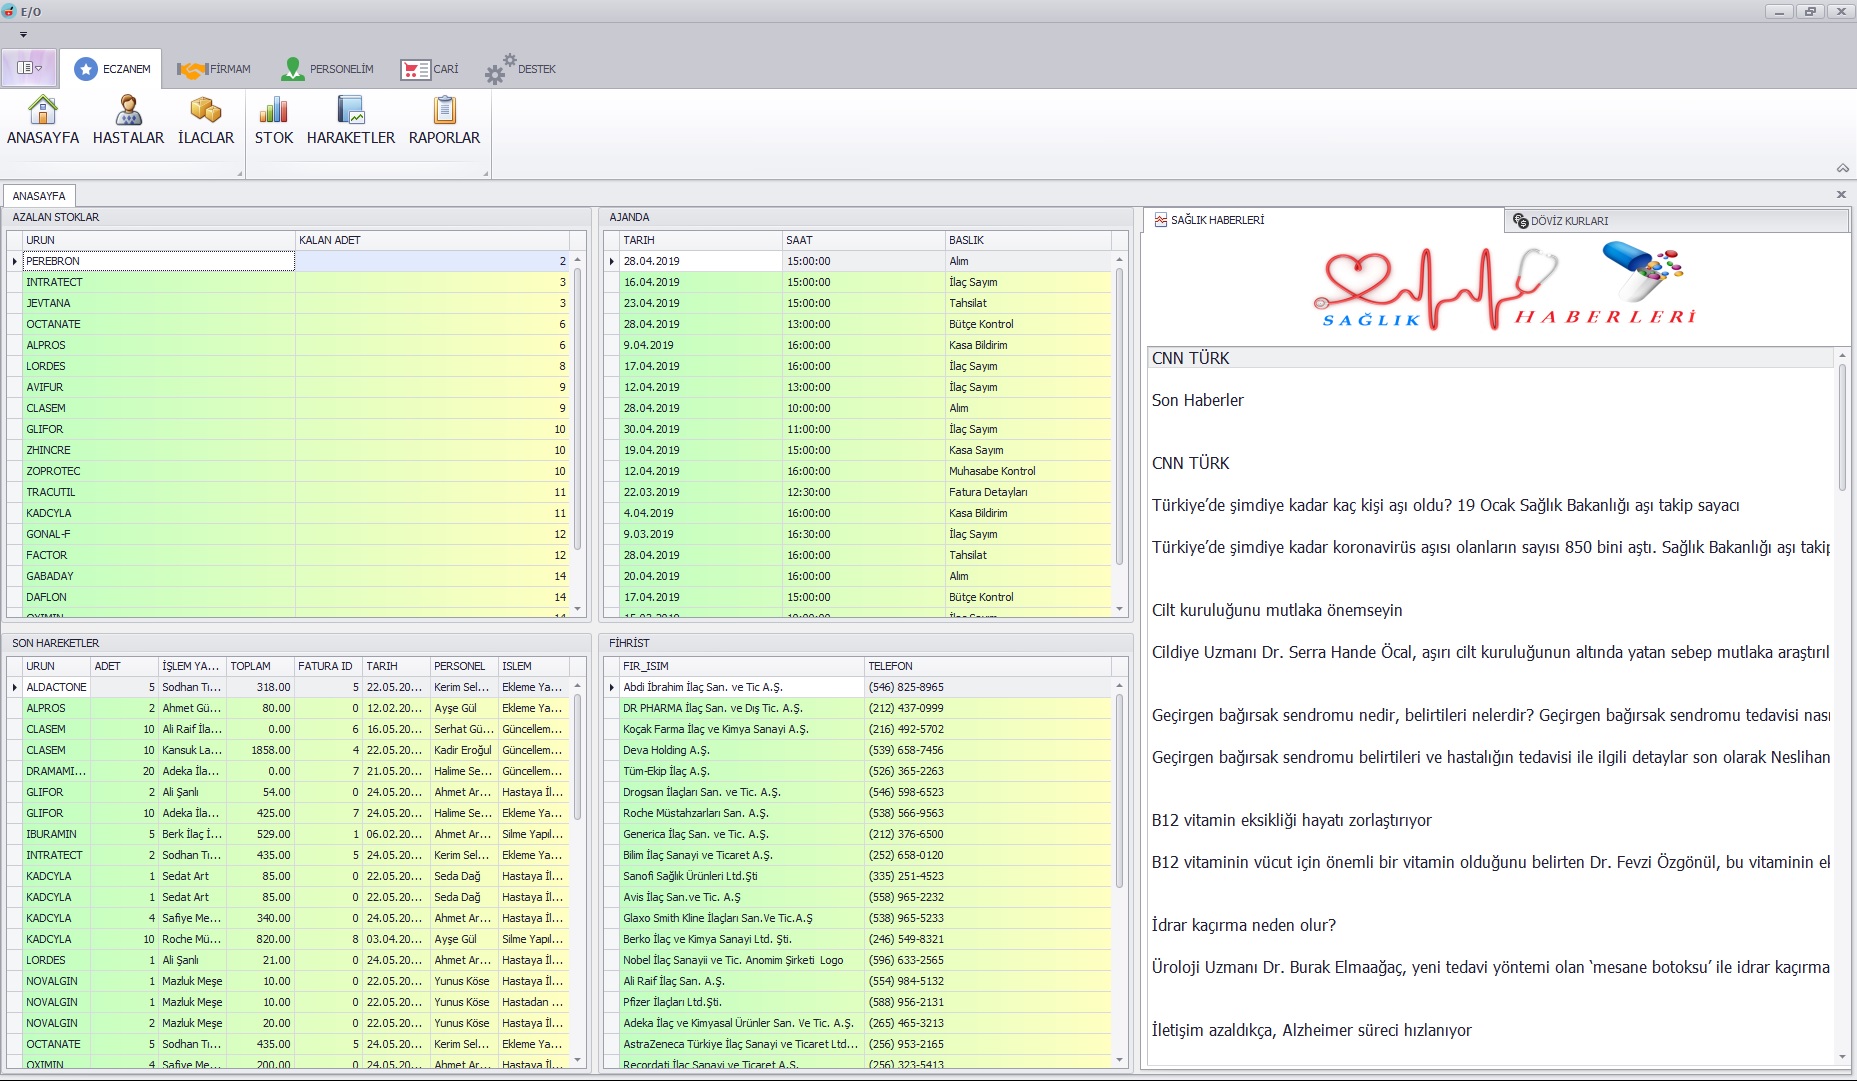 E/O
ECZANEM FİRMAM PERSONELİM CARİ DESTEK
ANASAYFA HASTALAR İLACLAR STOK HARAKETLER RAPORLAR
ANASAYFA
AZALAN STOKLAR
URUN KALAN ADET
PEREBRON 2
INTRATECT 3
JEVTANA 3
OCTANATE 6
ALPROS 6
LORDES 8
AVIFUR 9
CLASEM 9
GLIFOR 10
ZHINCRE 10
ZOPROTEC 10
TRACUTIL 11
KADCYLA 11
GONAL-F 12
FACTOR 12
GABADAY 14
DAFLON 14
OXIMIN 14
AJANDA
TARIH SAAT BASLIK
28.04.2019 15:00:00 Alım
16.04.2019 15:00:00 İlaç Sayım
23.04.2019 15:00:00 Tahsilat
28.04.2019 13:00:00 Bütçe Kontrol
9.04.2019 16:00:00 Kasa Bildirim
17.04.2019 16:00:00 İlaç Sayım
12.04.2019 13:00:00 İlaç Sayım
28.04.2019 10:00:00 Alım
30.04.2019 11:00:00 İlaç Sayım
19.04.2019 15:00:00 Kasa Sayım
12.04.2019 16:00:00 Muhasabe Kontrol
22.03.2019 12:30:00 Fatura Detayları
4.04.2019 16:00:00 Kasa Bildirim
9.03.2019 16:30:00 İlaç Sayım
28.04.2019 16:00:00 Tahsilat
20.04.2019 16:00:00 Alım
17.04.2019 15:00:00 Bütçe Kontrol
İlaç Sayım
SON HAREKETLER
URUN ADET İŞLEM YA... TOPLAM FATURA ID TARIH PERSONEL ISLEM
ALDACTONE 5 Sodhan Tı... 318.00 5 22.05.20... Kerim Sel... Ekleme Ya...
ALPROS 2 Ahmet Gü... 80.00 0 12.02.20... Ayşe Gül Ekleme Ya...
CLASEM 10 Ali Raif İla... 0.00 6 16.05.20... Serhat Gü... Güncellem...
CLASEM 10 Kansuk La... 1858.00 4 22.05.20... Kadir Eroğul Güncellem...
DRAMAMI... 20 Adeka İla... 0.00 7 21.05.20... Halime Se... Güncellem...
GLIFOR 2 Ali Şanlı 54.00 0 24.05.20... Ahmet Ar... Hastaya İl...
GLIFOR 10 Adeka İla... 425.00 7 24.05.20... Halime Se... Ekleme Ya...
IBURAMIN 5 Berk İlaç İ... 529.00 1 06.02.20... Ahmet Ar... Silme Yapıl...
INTRATECT 2 Sodhan Tı... 435.00 5 24.05.20... Kerim Sel... Ekleme Ya...
KADCYLA 1 Sedat Art 85.00 0 22.05.20... Seda Dağ Hastaya İl...
KADCYLA 1 Sedat Art 85.00 0 22.05.20... Seda Dağ Hastaya İl...
KADCYLA 4 Safiye Me... 340.00 0 24.05.20... Ahmet Ar... Hastaya İl...
KADCYLA 10 Roche Mü... 820.00 8 03.04.20... Ayşe Gül Silme Yapıl...
LORDES 1 Ali Şanlı 21.00 0 24.05.20... Ahmet Ar... Hastaya İl...
NOVALGIN 1 Mazluk Meşe 10.00 0 22.05.20... Yunus Köse Hastaya İl...
NOVALGIN 1 Mazluk Meşe 10.00 0 22.05.20... Yunus Köse Hastadan ...
NOVALGIN 2 Mazluk Meşe 20.00 0 22.05.20... Yunus Köse Hastaya İl...
OCTANATE 5 Sodhan Tı... 435.00 5 24.05.20... Kerim Sel... Ekleme Ya...
OXIMIN 4 Safiye Me... 200.00 0 24.05.20... Ahmet Ar... Hastaya İl...
FİHRİST
FIR_ISIM TELEFON
Abdi İbrahim İlaç San. ve Tic A.Ş. (546) 825-8965
DR PHARMA İlaç San. ve Dış Tic. A.Ş. (212) 437-0999
Koçak Farma İlaç ve Kimya Sanayi A.Ş. (216) 492-5702
Deva Holding A.Ş. (539) 658-7456
Tüm-Ekip İlaç A.Ş. (526) 365-2263
Drogsan İlaçları San. ve Tic. A.Ş. (546) 598-6523
Roche Müstahzarları San. A.Ş. (538) 566-9563
Generica İlaç San. ve Tic. A.Ş. (212) 376-6500
Bilim İlaç Sanayi ve Ticaret A.Ş. (252) 658-0120
Sanofi Sağlık Ürünleri Ltd.Şti (335) 251-4523
Avis İlaç San.ve Tic. A.Ş (558) 965-2232
Glaxo Smith Kline İlaçları San.Ve Tic.A.Ş (538) 965-5233
Berko İlaç ve Kimya Sanayi Ltd. Şti. (246) 549-8321
Nobel İlaç Sanayii ve Tic. Anomim Şirketi Logo (596) 633-2565
Ali Raif İlaç San. A.Ş. (554) 984-5132
Pfizer İlaçları Ltd.Şti. (588) 956-2131
Adeka İlaç ve Kimyasal Ürünler San. Ve Tic. A.Ş. (265) 465-3213
AstraZeneca Türkiye İlaç Sanayi ve Ticaret Ltd... (256) 953-2165
Recordati İlaç Sanayi ve Ticaret A.Ş. (256) 323-5413
SAĞLIK HABERLERİ DÖVİZ KURLARI
SAĞLIK HABERLERİ
CNN TÜRK
Son Haberler
CNN TÜRK
Türkiye’de şimdiye kadar kaç kişi aşı oldu? 19 Ocak Sağlık Bakanlığı aşı takip sayacı
Türkiye’de şimdiye kadar koronavirüs aşısı olanların sayısı 850 bini aştı. Sağlık Bakanlığı aşı takip
Cilt kuruluğunu mutlaka önemseyin
Cildiye Uzmanı Dr. Serra Hande Öcal, aşırı cilt kuruluğunun altında yatan sebep mutlaka araştırıl
Geçirgen bağırsak sendromu nedir, belirtileri nelerdir? Geçirgen bağırsak sendromu tedavisi nası
Geçirgen bağırsak sendromu belirtileri ve hastalığın tedavisi ile ilgili detaylar son olarak Neslihan
B12 vitamin eksikliği hayatı zorlaştırıyor
B12 vitaminin vücut için önemli bir vitamin olduğunu belirten Dr. Fevzi Özgönül, bu vitaminin ek
İdrar kaçırma neden olur?
Üroloji Uzmanı Dr. Burak Elmaağaç, yeni tedavi yöntemi olan ‘mesane botoksu’ ile idrar kaçırma
İletişim azaldıkça, Alzheimer süreci hızlanıyor